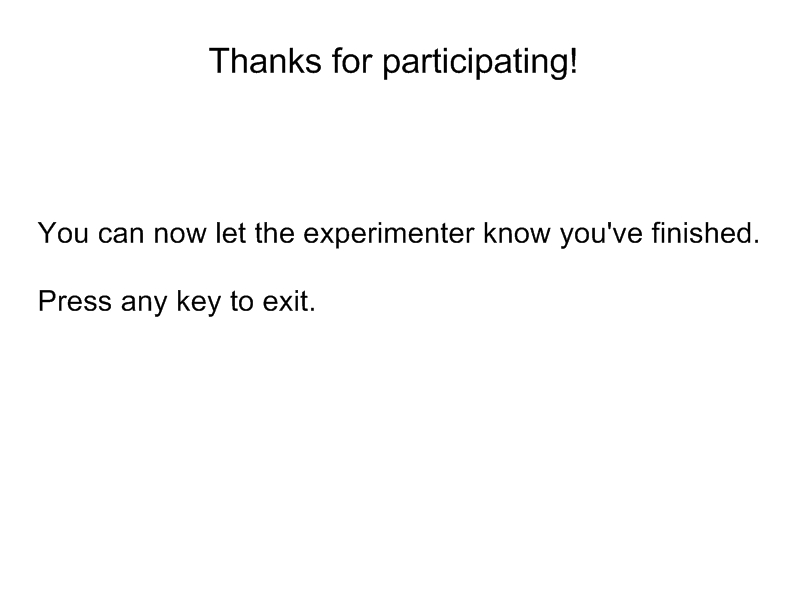 Thanks for participating!
You can now let the experimenter know you've finished.
Press any key to exit.